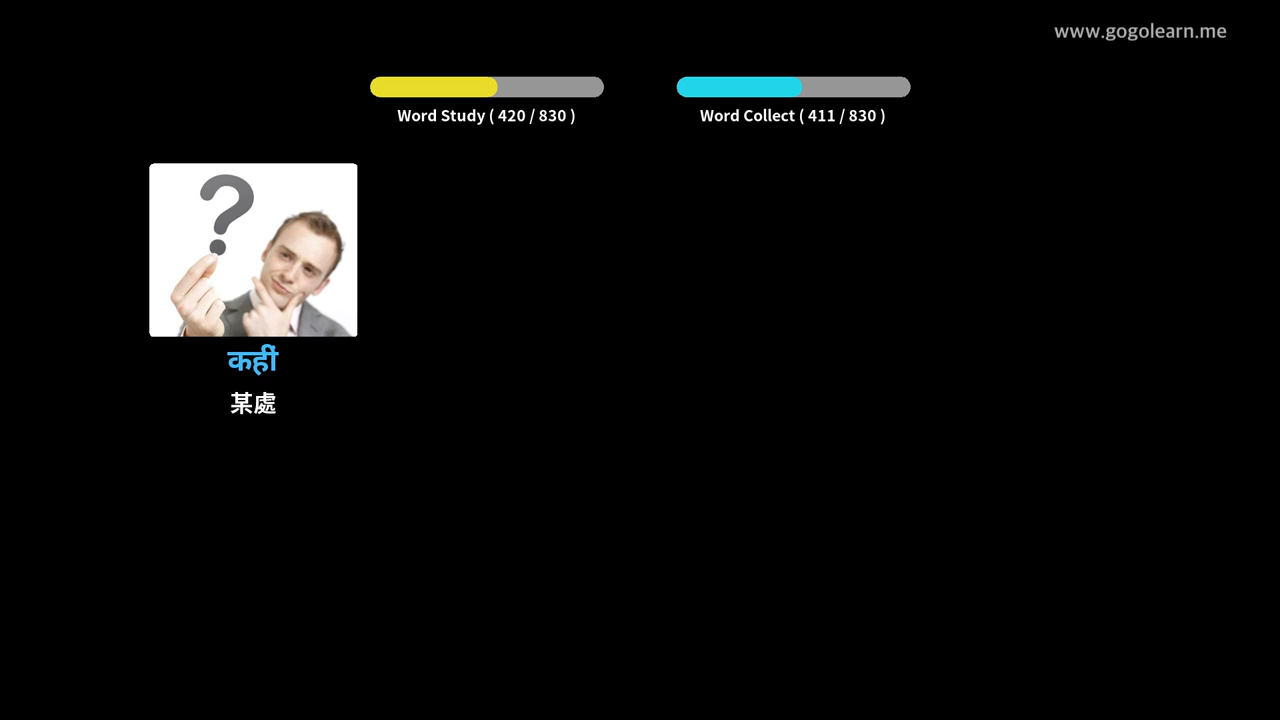 www.gogolearn.me
Word Study ( 420 / 830 )
Word Collect ( 411 / 830 )
?
कहीं
某處